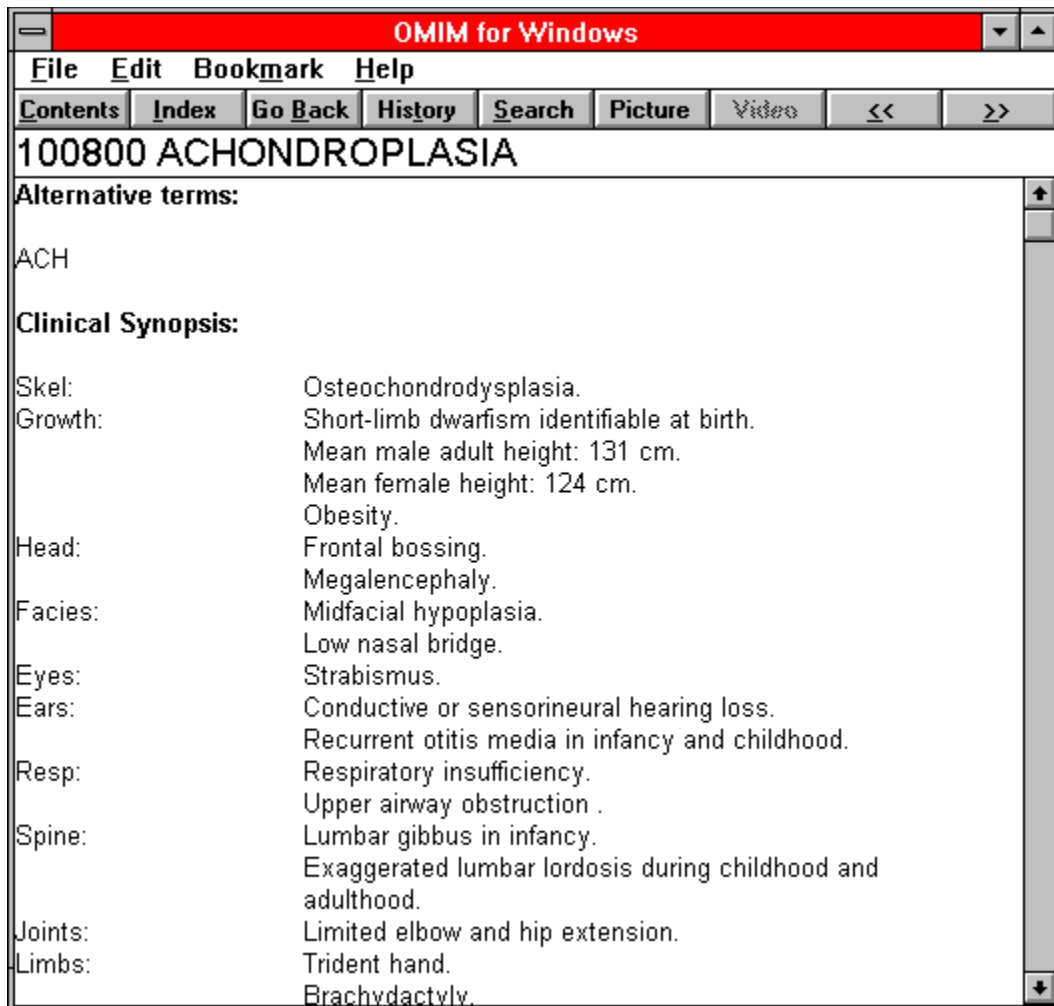 OMIM for Windows
File Edit Bookmark Help
Contents Index Go Back History Search Picture Video << >>
100800 ACHONDROPLASIA
Alternative terms:
ACH
Clinical Synopsis:
Skel: Osteochondrodysplasia.
Growth: Short-limb dwarfism identifiable at birth.
Mean male adult height: 131 cm.
Mean female height: 124 cm.
Obesity.
Head: Frontal bossing.
Megalencephaly.
Facies: Midfacial hypoplasia.
Low nasal bridge.
Eyes: Strabismus.
Ears: Conductive or sensorineural hearing loss.
Recurrent otitis media in infancy and childhood.
Resp: Respiratory insufficiency.
Upper airway obstruction .
Spine: Lumbar gibbus in infancy.
Exaggerated lumbar lordosis during childhood and
adulthood.
Joints: Limited elbow and hip extension.
Limbs: Trident hand.
Brachydactyly.